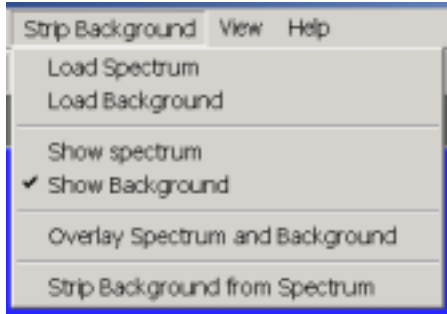 Strip Background View Help
Load Spectrum
Load Background
Show spectrum
Show Background
Overlay Spectrum and Background
Strip Background from Spectrum